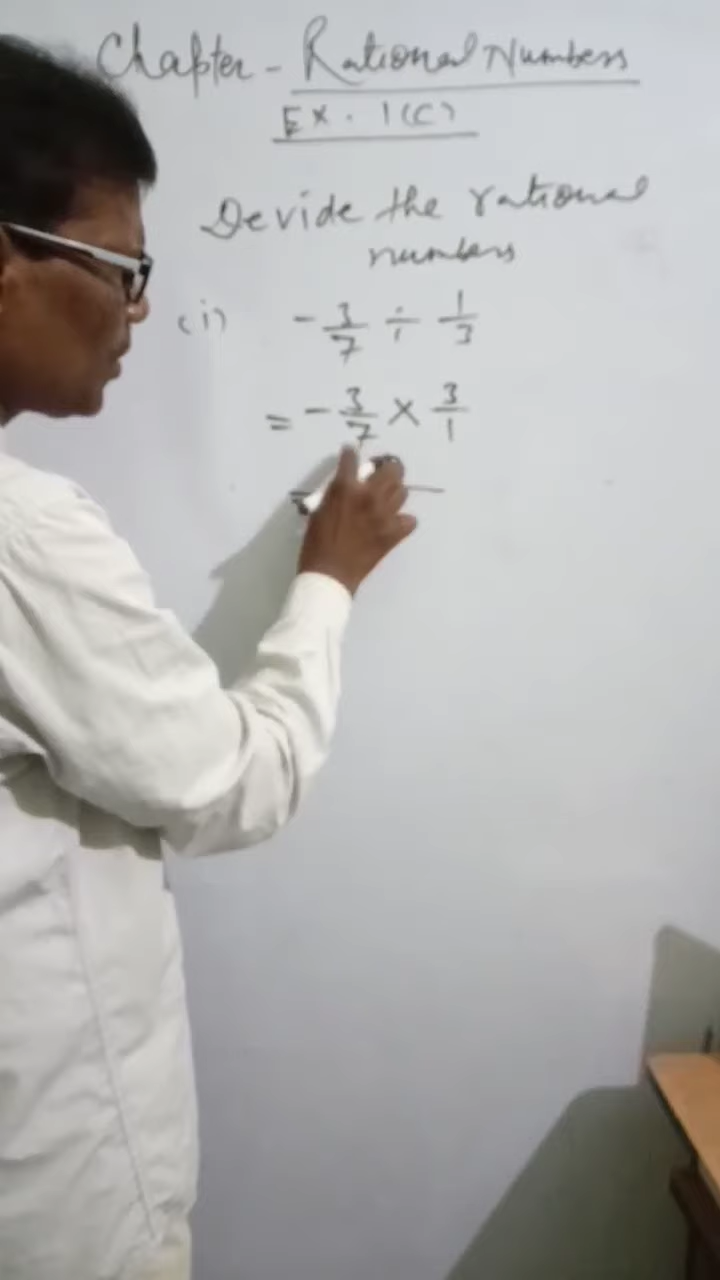 Chapter - Rational Numbers
Ex. 1(C)
Devide the rational
numbers
(i) -3/7 ÷ 1/3
= -3/7 × 3/1
=